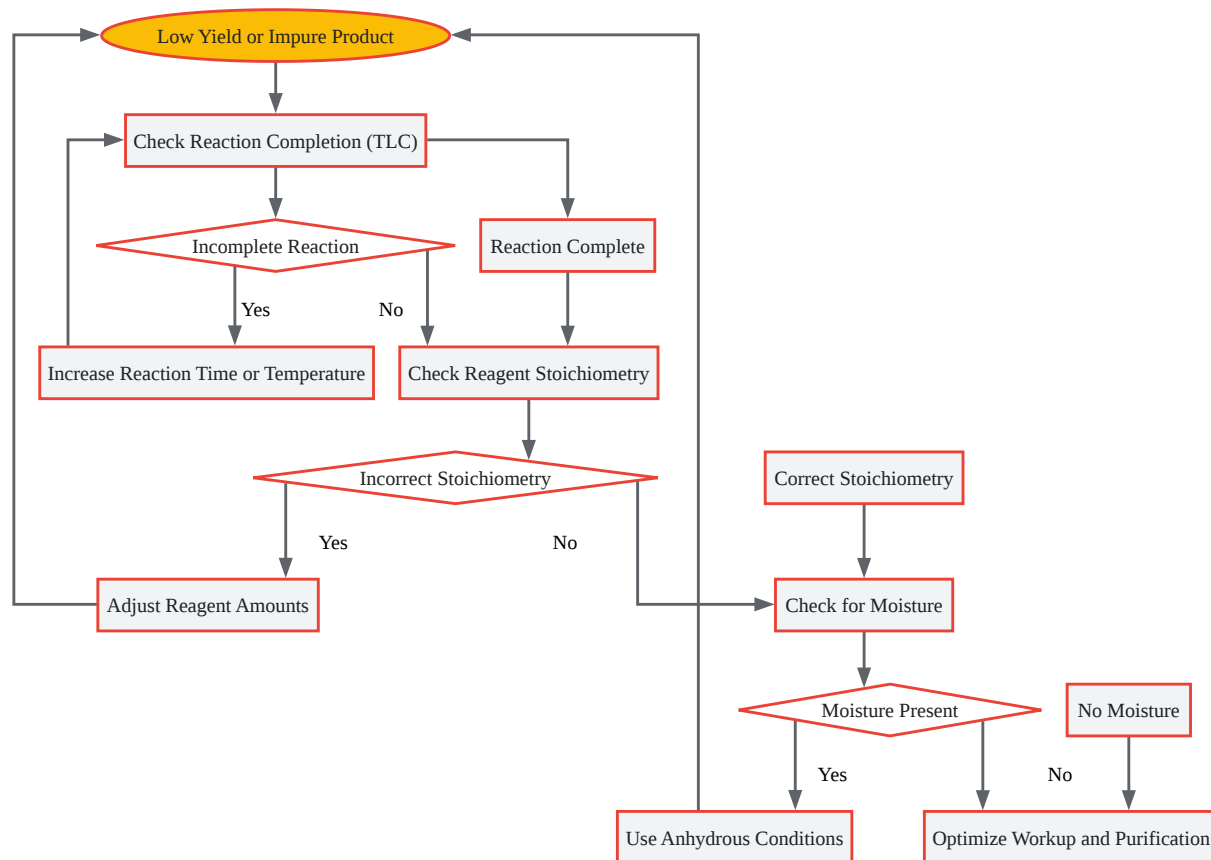 Low Yield or Impure Product
Check Reaction Completion (TLC)
Incomplete Reaction
Reaction Complete
Yes
No
Increase Reaction Time or Temperature
Check Reagent Stoichiometry
Incorrect Stoichiometry
Correct Stoichiometry
Yes
No
Adjust Reagent Amounts
Check for Moisture
Moisture Present
No Moisture
Yes
No
Use Anhydrous Conditions
Optimize Workup and Purification